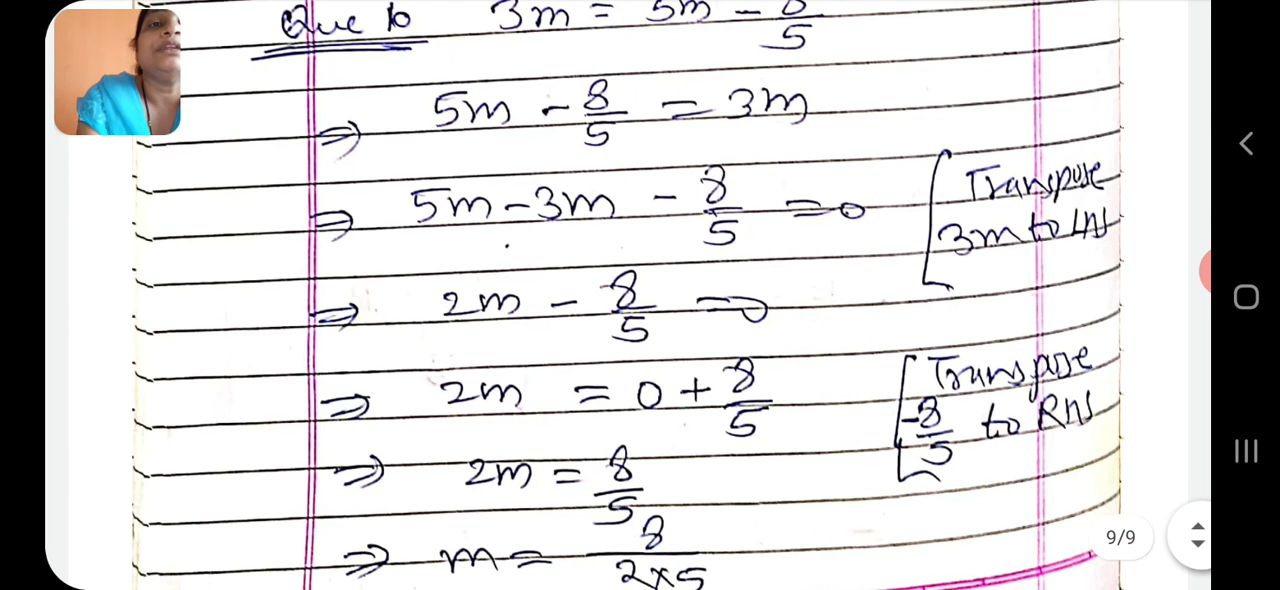 Que 10 3m = 5m - 8/5
⇒ 5m - 8/5 = 3m
⇒ 5m - 3m - 8/5 = 0 [Transpose 3m to LHS
⇒ 2m - 8/5 = 0
⇒ 2m = 0 + 8/5 [Transpose -8/5 to RHS
⇒ 2m = 8/5
⇒ m = 8/(2×5)
9/9